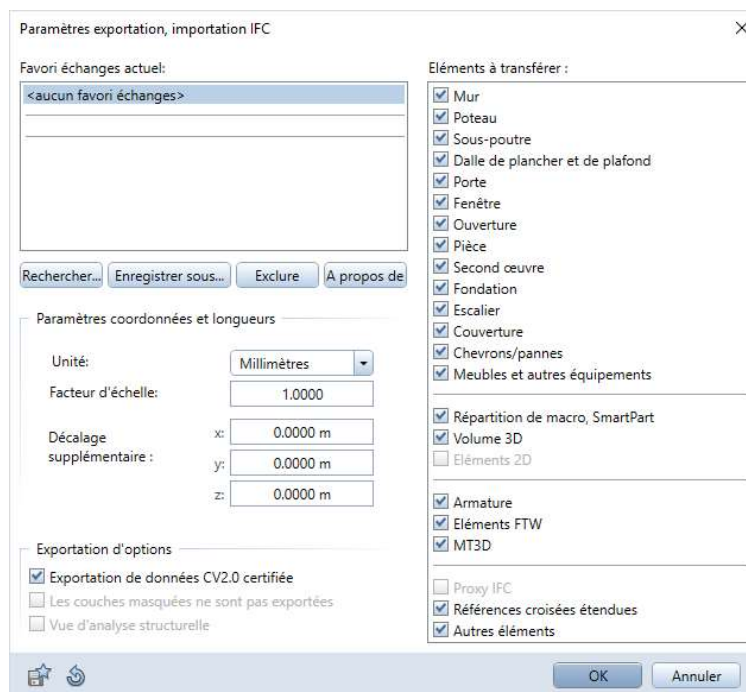 Paramètres exportation, importation IFC
Favori échanges actuel:
<aucun favori échanges>
Rechercher... Enregistrer sous... Exclure A propos de
Paramètres coordonnées et longueurs
Unité: Millimètres
Facteur d'échelle: 1.0000
Décalage
supplémentaire :
x: 0.0000 m
y: 0.0000 m
z: 0.0000 m
Exportation d'options
Exportation de données CV2.0 certifiée
Les couches masquées ne sont pas exportées
Vue d'analyse structurelle
Eléments à transférer :
Mur
Poteau
Sous-poutre
Dalle de plancher et de plafond
Porte
Fenêtre
Ouverture
Pièce
Second œuvre
Fondation
Escalier
Couverture
Chevrons/pannes
Meubles et autres équipements
Répartition de macro, SmartPart
Volume 3D
Eléments 2D
Armature
Eléments FTW
MT3D
Proxy IFC
Références croisées étendues
Autres éléments
OK Annuler